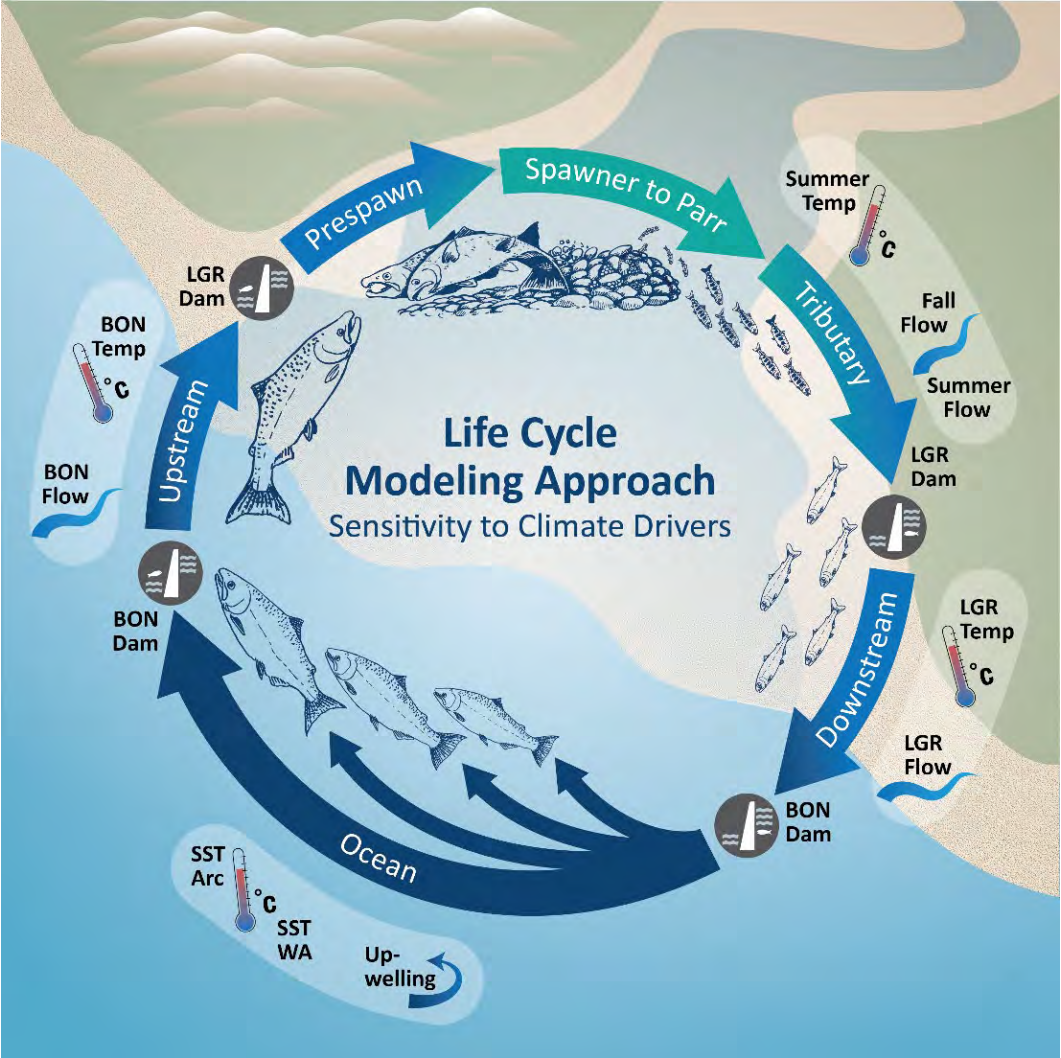 Life Cycle
Modeling Approach
Sensitivity to Climate Drivers
Prespawn
Spawner to Parr
Summer
Temp
°C
Tributary
Fall
Flow
Summer
Flow
LGR
Dam
LGR
Temp
°C
Downstream
LGR
Flow
BON
Dam
Ocean
SST
Arc
°C
SST
WA
Up-
welling
BON
Dam
BON
Flow
Upstream
BON
Temp
°C
LGR
Dam